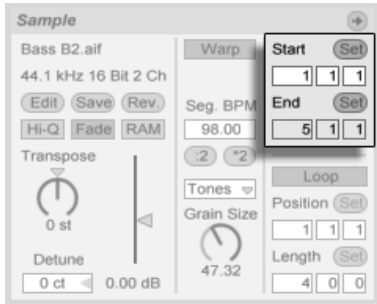 Sample
Bass B2.aif
44.1 kHz 16 Bit 2 Ch
Edit Save Rev.
Hi-Q Fade RAM
Transpose
0 st
Detune
0 ct 0.00 dB
Warp
Seg. BPM
98.00
:2 *2
Tones
Grain Size
47.32
Start Set
1 1 1
End Set
5 1 1
Loop
Position Set
1 1 1
Length Set
4 0 0